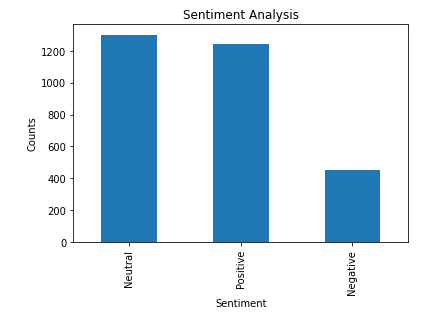 Sentiment Analysis
1200
1000
800
600
400
200
0
Counts
Neutral
Positive
Negative
Sentiment